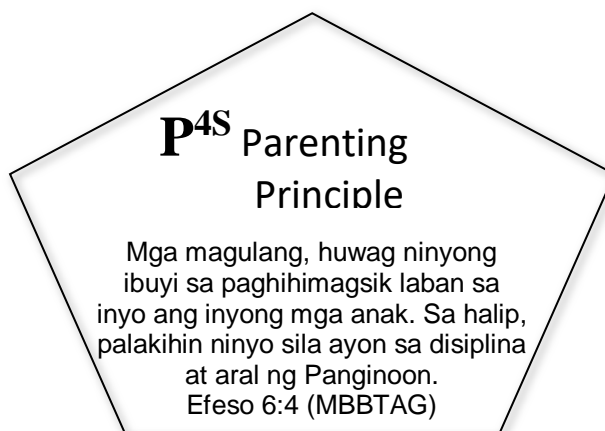 P4S Parenting
Principle
Mga magulang, huwag ninyong
ibuyi sa paghihimagsik laban sa
inyo ang inyong mga anak. Sa halip,
palakihin ninyo sila ayon sa disiplina
at aral ng Panginoon.
Efeso 6:4 (MBBTAG)